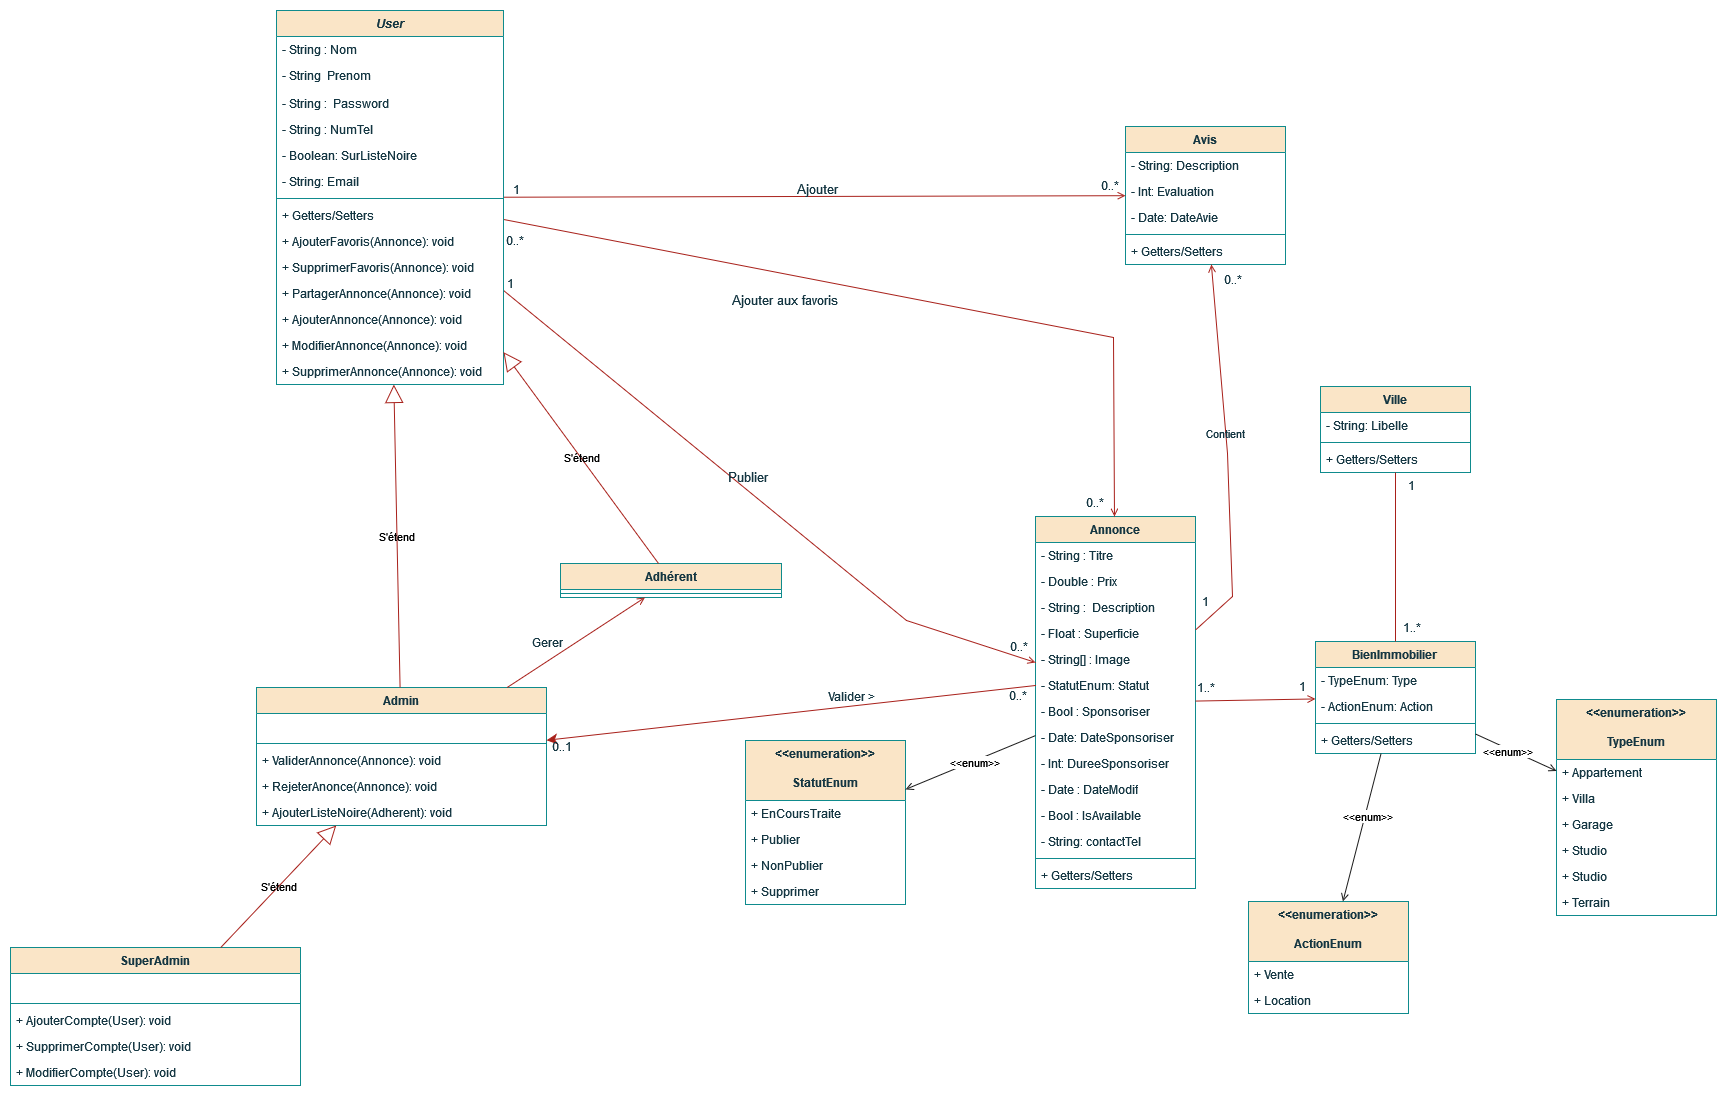 User
- String : Nom
- String  Prenom
- String :  Password
- String : NumTel
- Boolean: SurListeNoire
- String: Email
+ Getters/Setters
+ AjouterFavoris(Annonce): void
+ SupprimerFavoris(Annonce): void
+ PartagerAnnonce(Annonce): void
+ AjouterAnnonce(Annonce): void
+ ModifierAnnonce(Annonce): void
+ SupprimerAnnonce(Annonce): void
1
Ajouter
0..*
0..*
Ajouter aux favoris
0..*
1
Publier
0..*
Avis
- String: Description
- Int: Evaluation
- Date: DateAvie
+ Getters/Setters
0..*
Contient
1
Ville
- String: Libelle
+ Getters/Setters
1
1..*
S'étend
S'étend
Adhérent
Gerer
Admin
+ ValiderAnnonce(Annonce): void
+ RejeterAnonce(Annonce): void
+ AjouterListeNoire(Adherent): void
0..1
Valider >
0..*
Annonce
- String : Titre
- Double : Prix
- String :  Description
- Float : Superficie
- String[] : Image
- StatutEnum: Statut
- Bool : Sponsoriser
- Date: DateSponsoriser
- Int: DureeSponsoriser
- Date : DateModif
- Bool : IsAvailable
- String: contactTel
+ Getters/Setters
1..*
1
BienImmobilier
- TypeEnum: Type
- ActionEnum: Action
+ Getters/Setters
<<enum>>
<<enumeration>>
TypeEnum
+ Appartement
+ Villa
+ Garage
+ Studio
+ Studio
+ Terrain
<<enum>>
<<enumeration>>
StatutEnum
+ EnCoursTraite
+ Publier
+ NonPublier
+ Supprimer
<<enum>>
<<enumeration>>
ActionEnum
+ Vente
+ Location
S'étend
SuperAdmin
+ AjouterCompte(User): void
+ SupprimerCompte(User): void
+ ModifierCompte(User): void